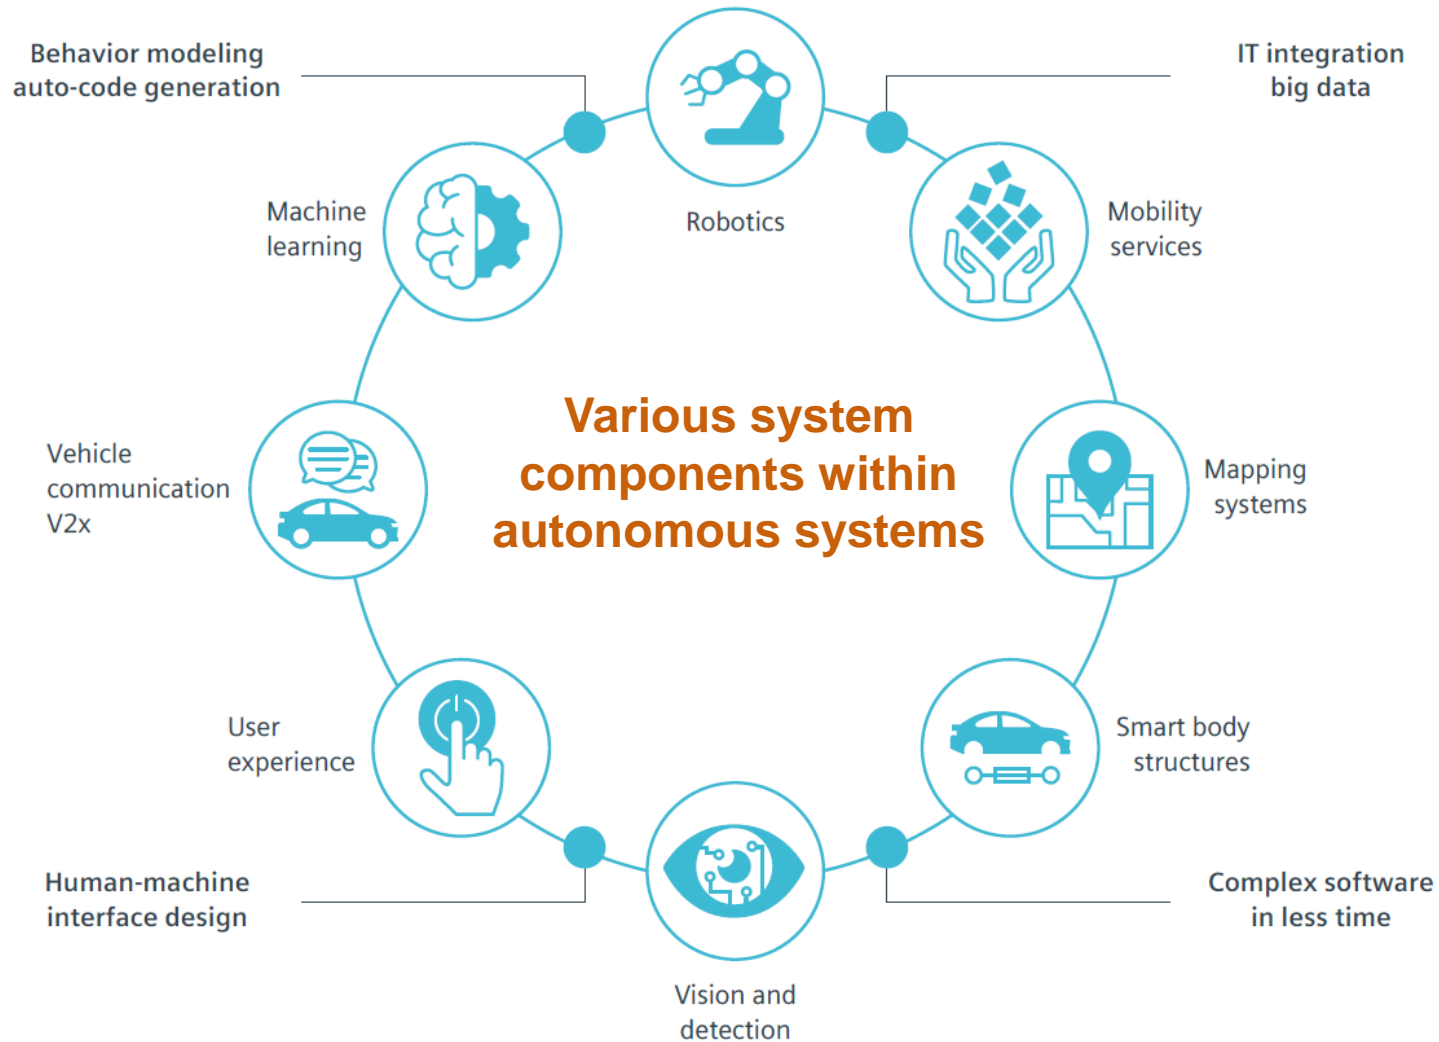 Behavior modeling
auto-code generation
IT integration
big data
Machine
learning
Robotics
Mobility
services
Vehicle
communication
V2x
Various system
components within
autonomous systems
Mapping
systems
User
experience
Smart body
structures
Human-machine
interface design
Complex software
in less time
Vision and
detection